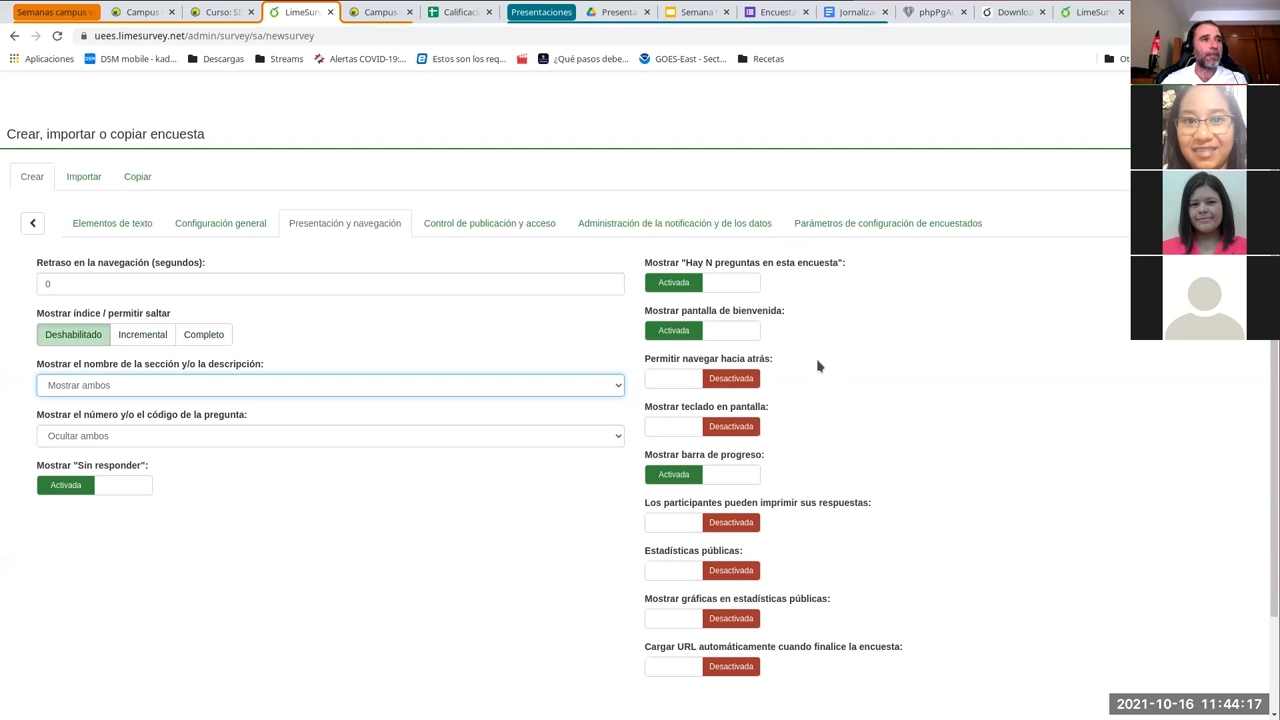 Semanas campus v
Campus
Curso: S
LimeSur
Campus
Calificaci
Presentaciones
Presenta
Semana
Encuest
Jornaliza
phpPgA
Downlo
LimeSur
uees.limesurvey.net/admin/survey/sa/newsurvey
Aplicaciones
DSM mobile - kad...
Descargas
Streams
Alertas COVID-19:...
Estos son los req...
¿Qué pasos debe...
GOES-East - Sect...
Recetas
Ot
Crear, importar o copiar encuesta
Crear
Importar
Copiar
Elementos de texto
Configuración general
Presentación y navegación
Control de publicación y acceso
Administración de la notificación y de los datos
Parámetros de configuración de encuestados
Retraso en la navegación (segundos):
0
Mostrar índice / permitir saltar
Deshabilitado Incremental Completo
Mostrar el nombre de la sección y/o la descripción:
Mostrar ambos
Mostrar el número y/o el código de la pregunta:
Ocultar ambos
Mostrar "Sin responder":
Activada
Mostrar "Hay N preguntas en esta encuesta":
Activada
Mostrar pantalla de bienvenida:
Activada
Permitir navegar hacia atrás:
Desactivada
Mostrar teclado en pantalla:
Desactivada
Mostrar barra de progreso:
Activada
Los participantes pueden imprimir sus respuestas:
Desactivada
Estadísticas públicas:
Desactivada
Mostrar gráficas en estadísticas públicas:
Desactivada
Cargar URL automáticamente cuando finalice la encuesta:
Desactivada
2021-10-16 11:44:17